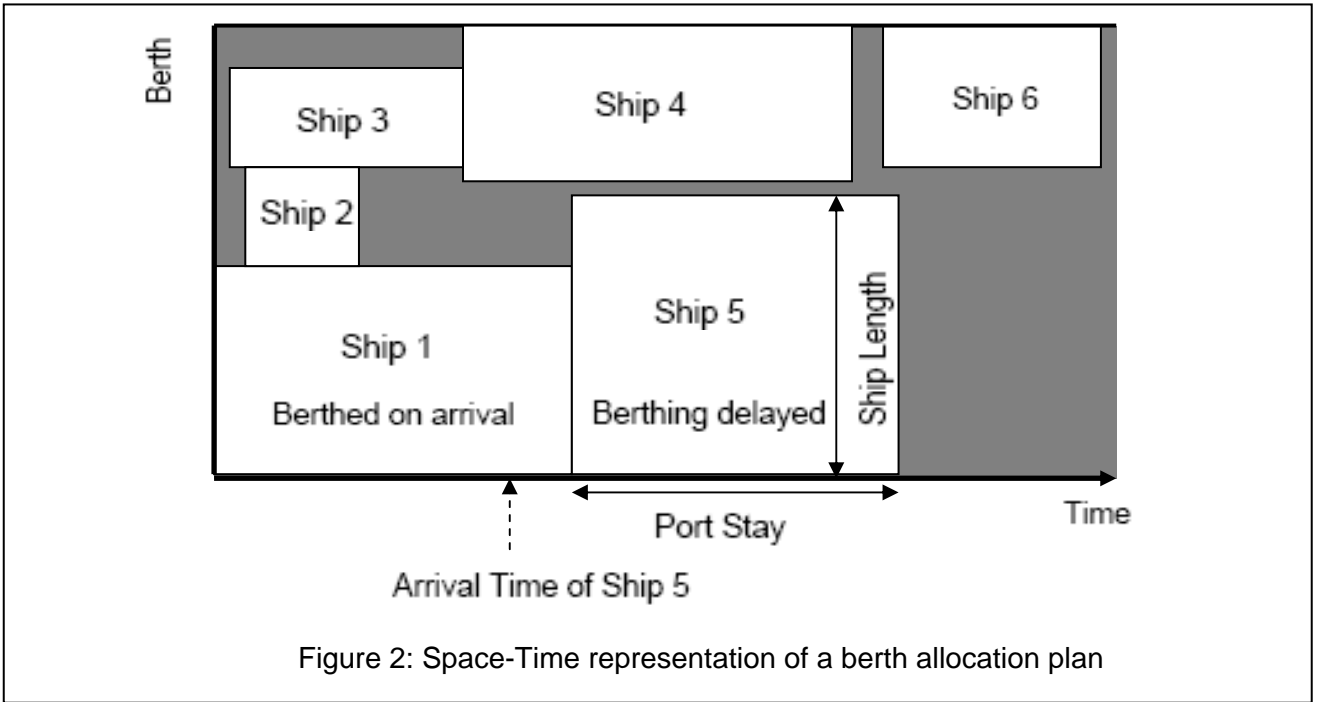 Berth
Ship 3
Ship 4
Ship 6
Ship 2
Ship 1
Berthed on arrival
Ship 5
Berthing delayed
Ship Length
Port Stay
Time
Arrival Time of Ship 5
Figure 2: Space-Time representation of a berth allocation plan